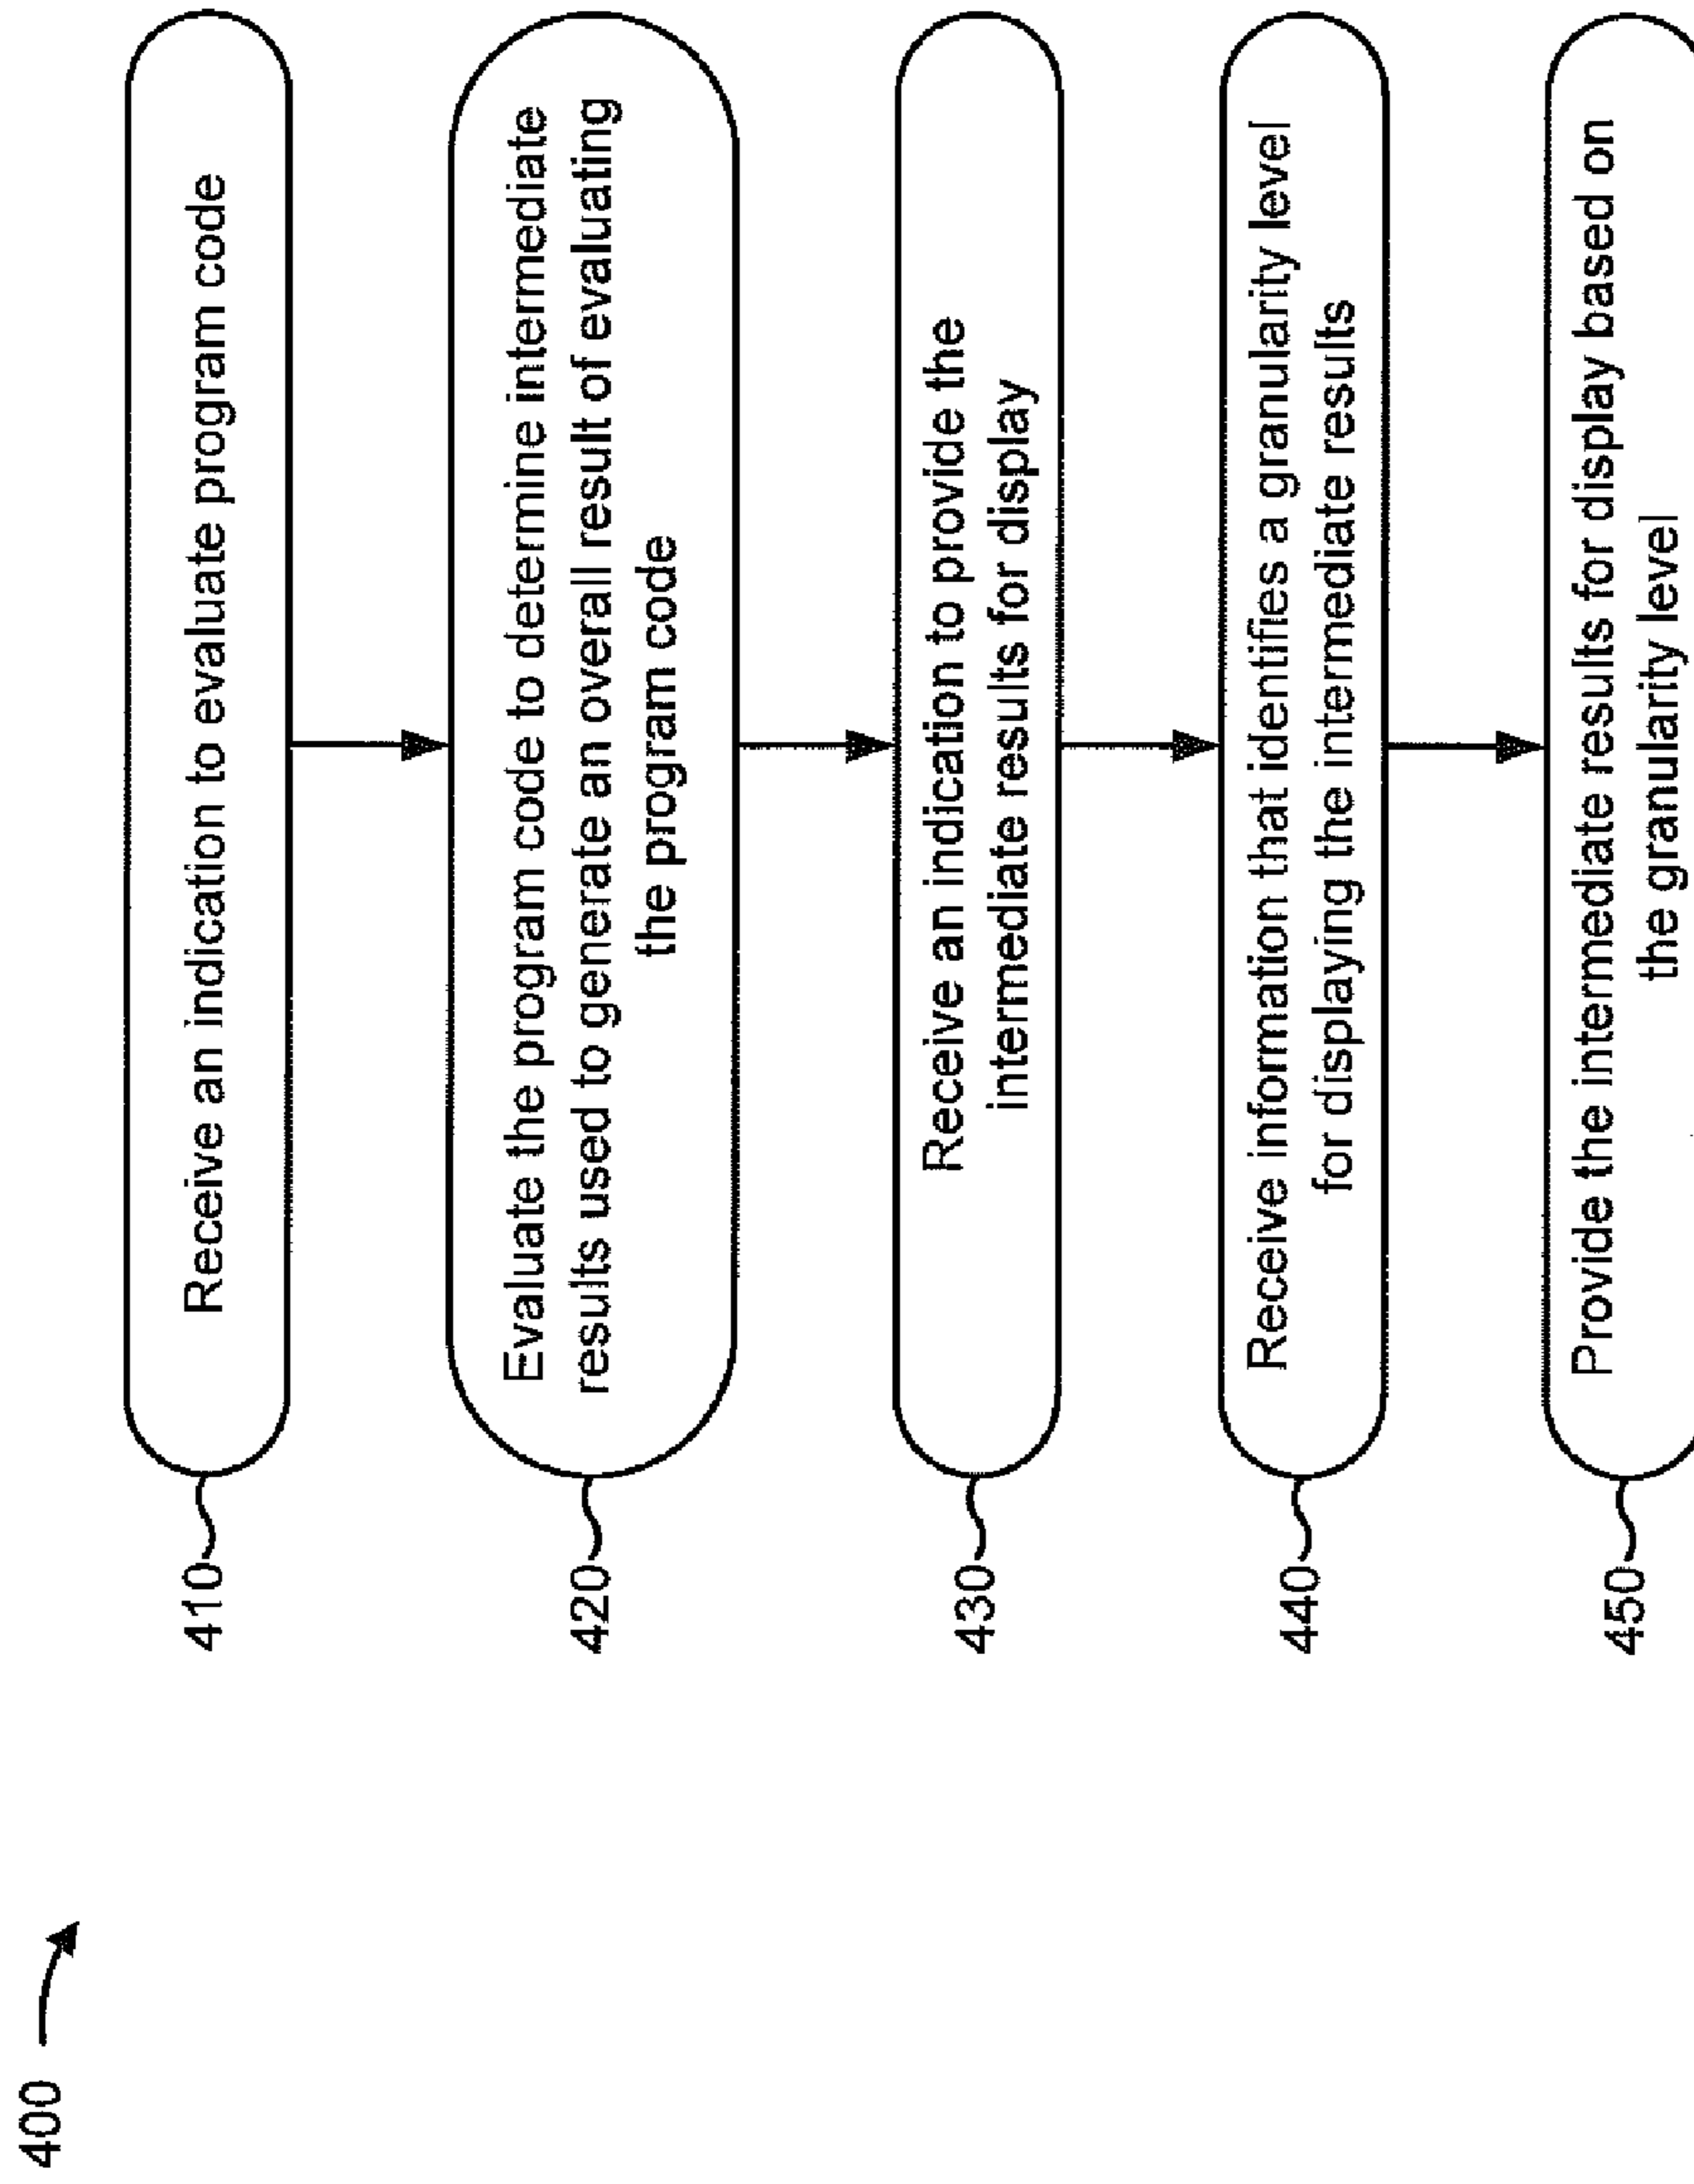 400
410
Receive an indication to evaluate program code
420
Evaluate the program code to determine intermediate
results used to generate an overall result of evaluating
the program code
430
Receive an indication to provide the
intermediate results for display
440
Receive information that identifies a granularity level
for displaying the intermediate results
450
Provide the intermediate results for display based on
the granularity level